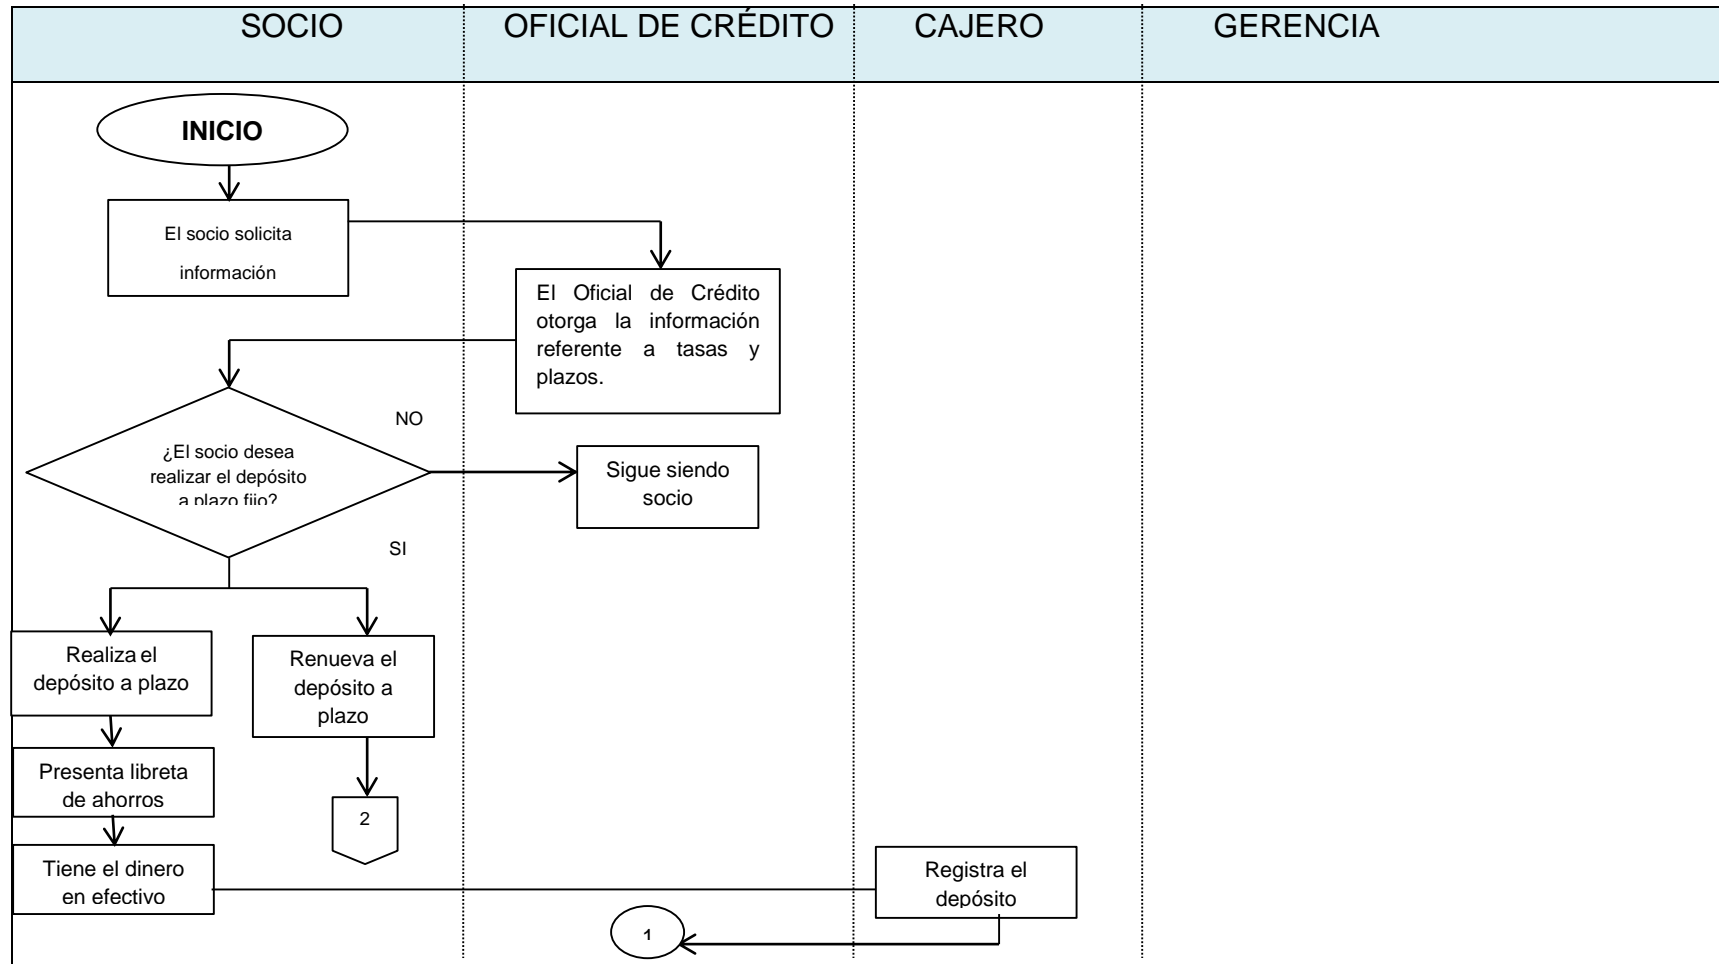 SOCIO
OFICIAL DE CRÉDITO
CAJERO
GERENCIA
INICIO
El socio solicita
información
El Oficial de Crédito
otorga la información
referente a tasas y
plazos.
NO
¿El socio desea
realizar el depósito
a plazo fijo?
Sigue siendo
socio
SI
Realiza el
depósito a plazo
Renueva el
depósito a
plazo
Presenta libreta
de ahorros
2
Tiene el dinero
en efectivo
Registra el
depósito
1